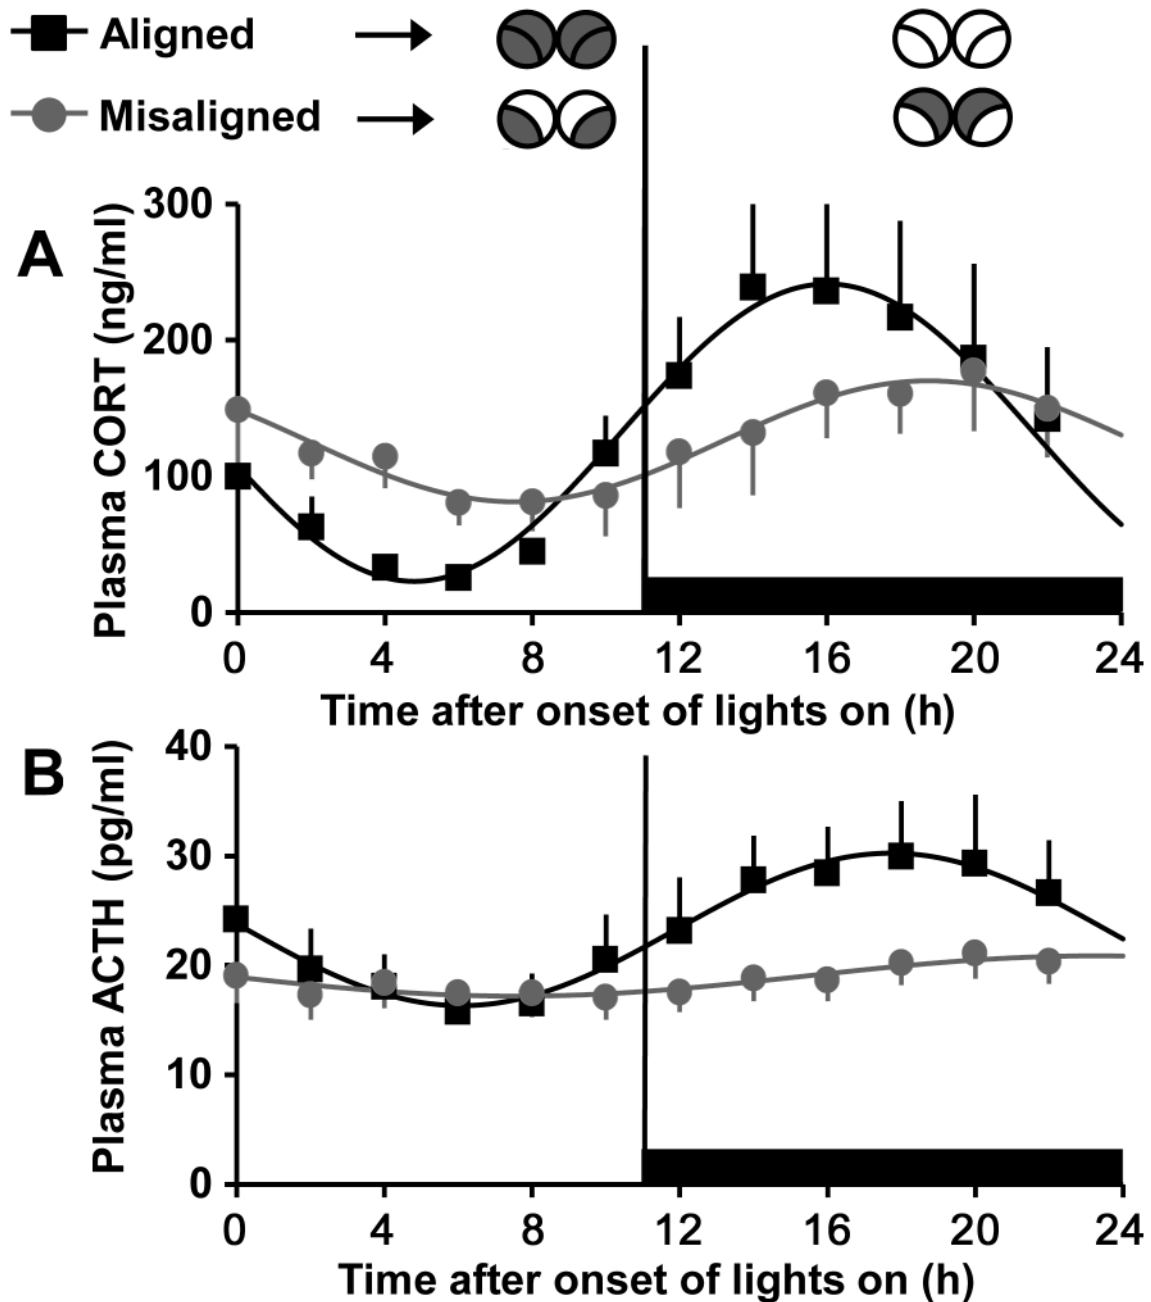 Aligned
Misaligned
A
Plasma CORT (ng/ml)
300
200
100
0
0 4 8 12 16 20 24
Time after onset of lights on (h)
B
Plasma ACTH (pg/ml)
40
30
20
10
0
0 4 8 12 16 20 24
Time after onset of lights on (h)